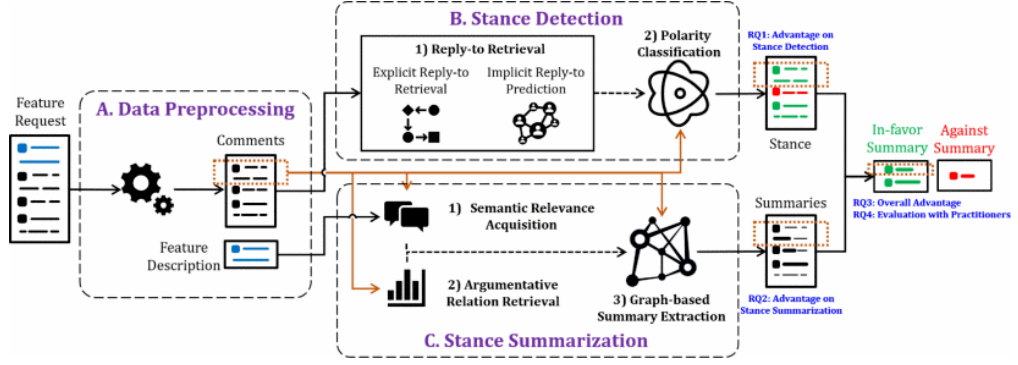 Feature
Request
A. Data Preprocessing
Comments
Feature
Description
B. Stance Detection
1) Reply-to Retrieval
Explicit Reply-to
Retrieval
Implicit Reply-to
Prediction
2) Polarity
Classification
RQ1: Advantage on
Stance Detection
Stance
1) Semantic Relevance
Acquisition
2) Argumentative
Relation Retrieval
3) Graph-based
Summary Extraction
C. Stance Summarization
Summaries
RQ2: Advantage on
Stance Summarization
In-favor
Summary
Against
Summary
RQ3: Overall Advantage
RQ4: Evaluation with Practitioners